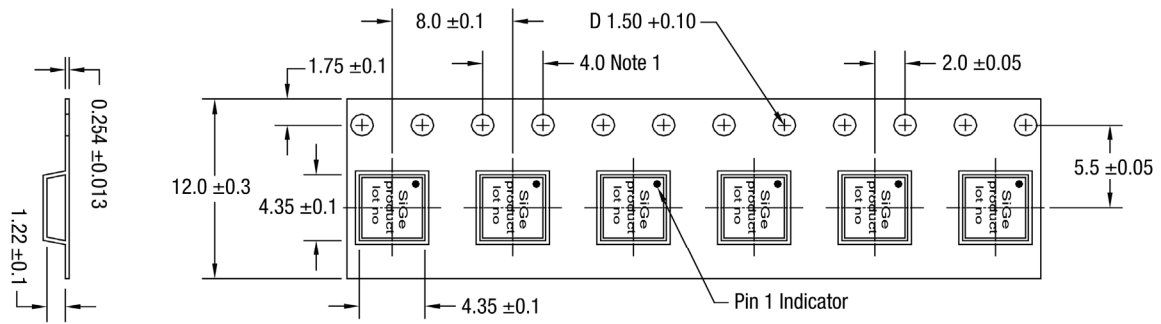 8.0 ±0.1
D 1.50 +0.10
1.75 ±0.1
4.0 Note 1
2.0 ±0.05
0.254 ±0.013
12.0 ±0.3
4.35 ±0.1
5.5 ±0.05
1.22 ±0.1
SiGe
product
lot no
SiGe
product
lot no
SiGe
product
lot no
SiGe
product
lot no
SiGe
product
lot no
SiGe
product
lot no
4.35 ±0.1
Pin 1 Indicator